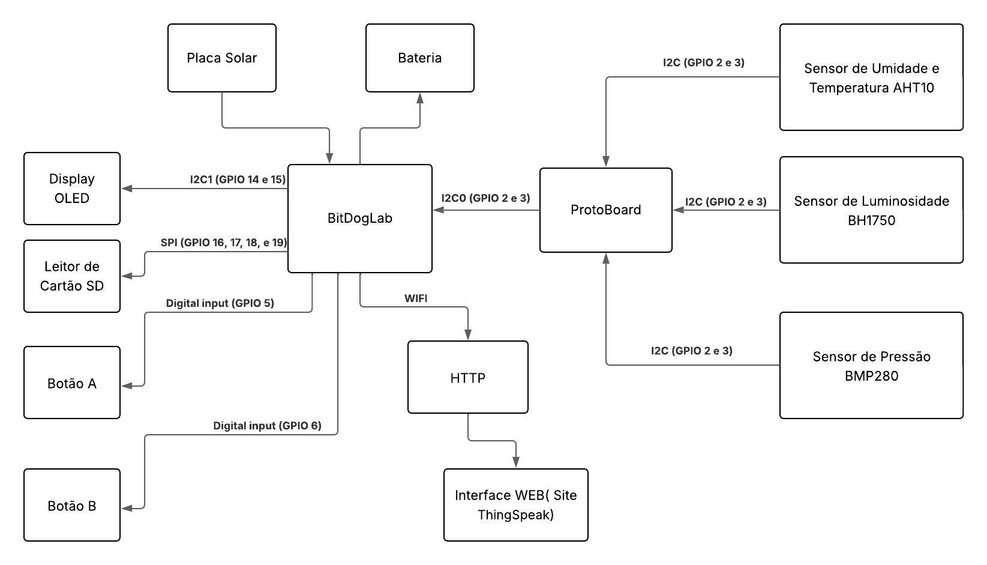 Placa Solar
Bateria
I2C (GPIO 2 e 3)
Sensor de Umidade e
Temperatura AHT10
Display
OLED
I2C1 (GPIO 14 e 15)
BitDogLab
I2C0 (GPIO 2 e 3)
ProtoBoard
I2C (GPIO 2 e 3)
Sensor de Luminosidade
BH1750
SPI (GPIO 16, 17, 18, e 19)
Leitor de
Cartão SD
Digital input (GPIO 5)
WIFI
I2C (GPIO 2 e 3)
Sensor de Pressão
BMP280
Botão A
HTTP
Digital input (GPIO 6)
Botão B
Interface WEB( Site
ThingSpeak)